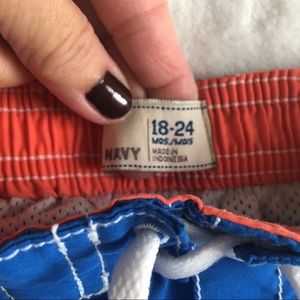 NAVY
18-24
MOS./MOIS
MADE IN
INDONESIA